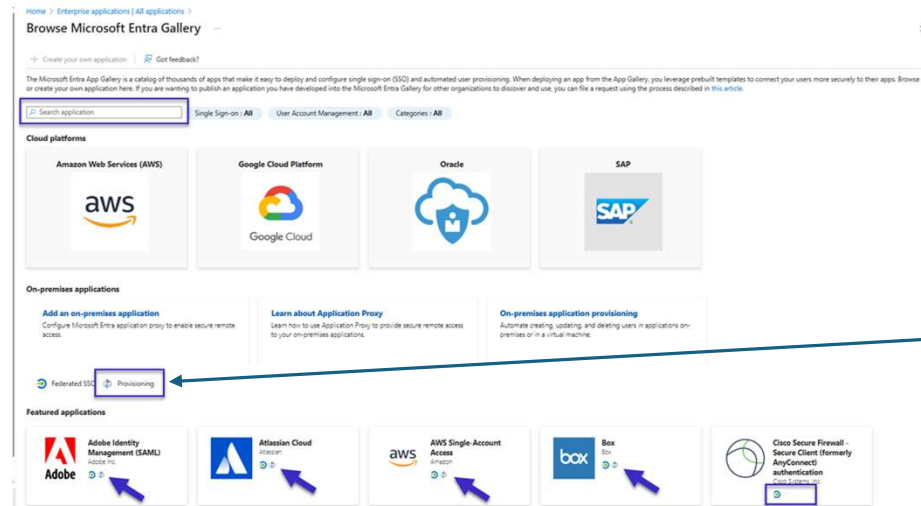 Home > Enterprise applications | All applications >
Browse Microsoft Entra Gallery ...
+ Create your own application Got feedback?
The Microsoft Entra App Gallery is a catalog of thousands of apps that make it easy to deploy and configure single sign-on (SSO) and automated user provisioning. When deploying an app from the App Gallery, you leverage prebuilt templates to connect your users more securely to their apps. Browse
or create your own application here. If you are wanting to publish an application you have developed into the Microsoft Entra Gallery for other organizations to discover and use, you can file a request using the process described in this article.
Search application Single Sign-on : All User Account Management : All Categories : All
Cloud platforms
Amazon Web Services (AWS) Google Cloud Platform Oracle SAP
aws Google Cloud SAP
On-premises applications
Add an on-premises application Learn about Application Proxy On-premises application provisioning
Configure Microsoft Entra application proxy to enable secure remote Learn how to use Application Proxy to provide secure remote access Automate creating, updating, and deleting users in applications on-
access. to your on-premises applications. premises or in a virtual machine.
Federated SSO Provisioning
Featured applications
Adobe Identity Atlassian Cloud AWS Single-Account Box Cisco Secure Firewall -
Management (SAML) Atlassian Access Box Secure Client (formerly
Adobe Inc. Amazon AnyConnect)
Adobe aws box authentication
Cisco Systems, Inc.